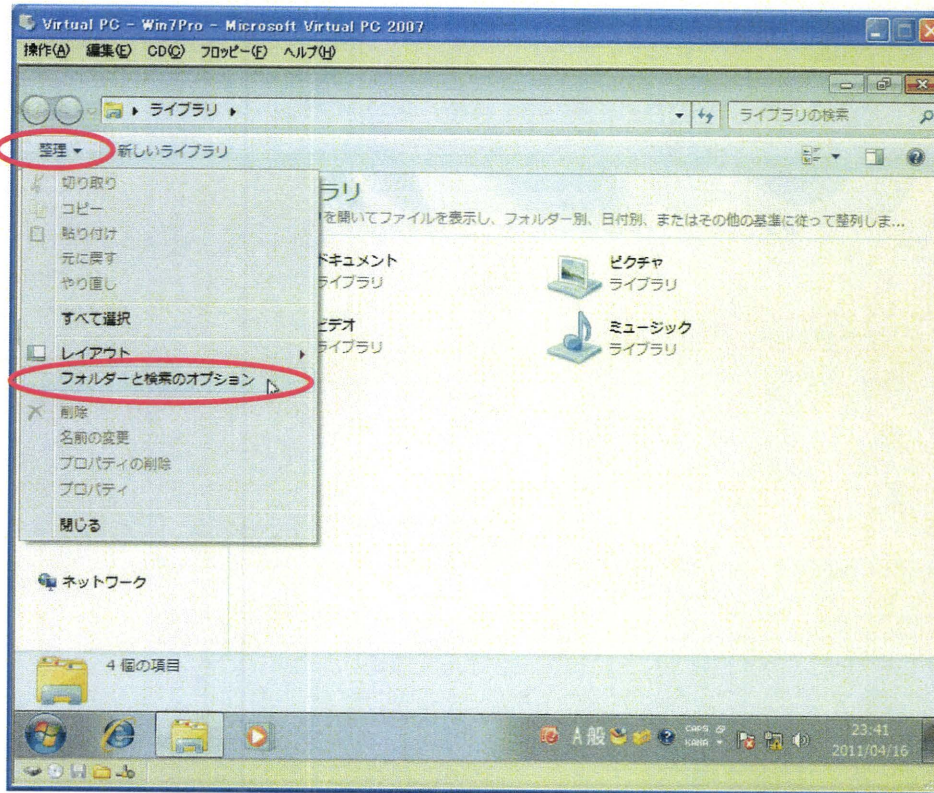 Virtual PC - Win7Pro - Microsoft Virtual PC 2007
操作(A) 編集(E) CD(C) フロッピー(F) ヘルプ(H)
ライブラリ
ライブラリの検索
整理
新しいライブラリ
切り取り
コピー
貼り付け
元に戻す
やり直し
すべて選択
レイアウト
フォルダーと検索のオプション
削除
名前の変更
プロパティの削除
プロパティ
閉じる
ラリ
を開いてファイルを表示し、フォルダー別、日付別、またはその他の基準に従って整列しま...
ドキュメント
ライブラリ
ピクチャ
ライブラリ
ビデオ
ライブラリ
ミュージック
ライブラリ
ネットワーク
4 個の項目
A 般
CAPS
KANA
23:41
2011/04/16